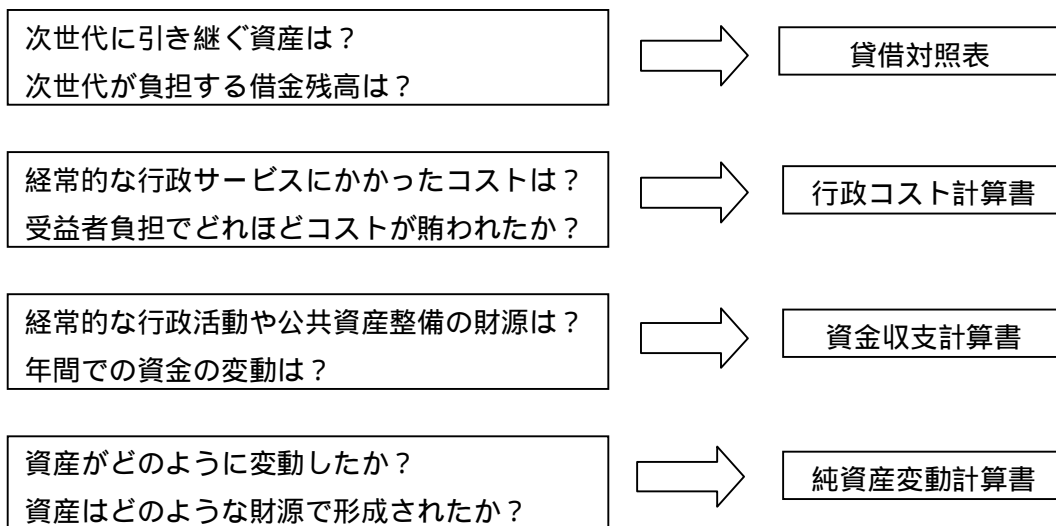 次世代に引き継ぐ資産は？
次世代が負担する借金残高は？
貸借対照表
経常的な行政サービスにかかったコストは？
受益者負担でどれほどコストが賄われたか？
行政コスト計算書
経常的な行政活動や公共資産整備の財源は？
年間での資金の変動は？
資金収支計算書
資産がどのように変動したか？
資産はどのような財源で形成されたか？
純資産変動計算書